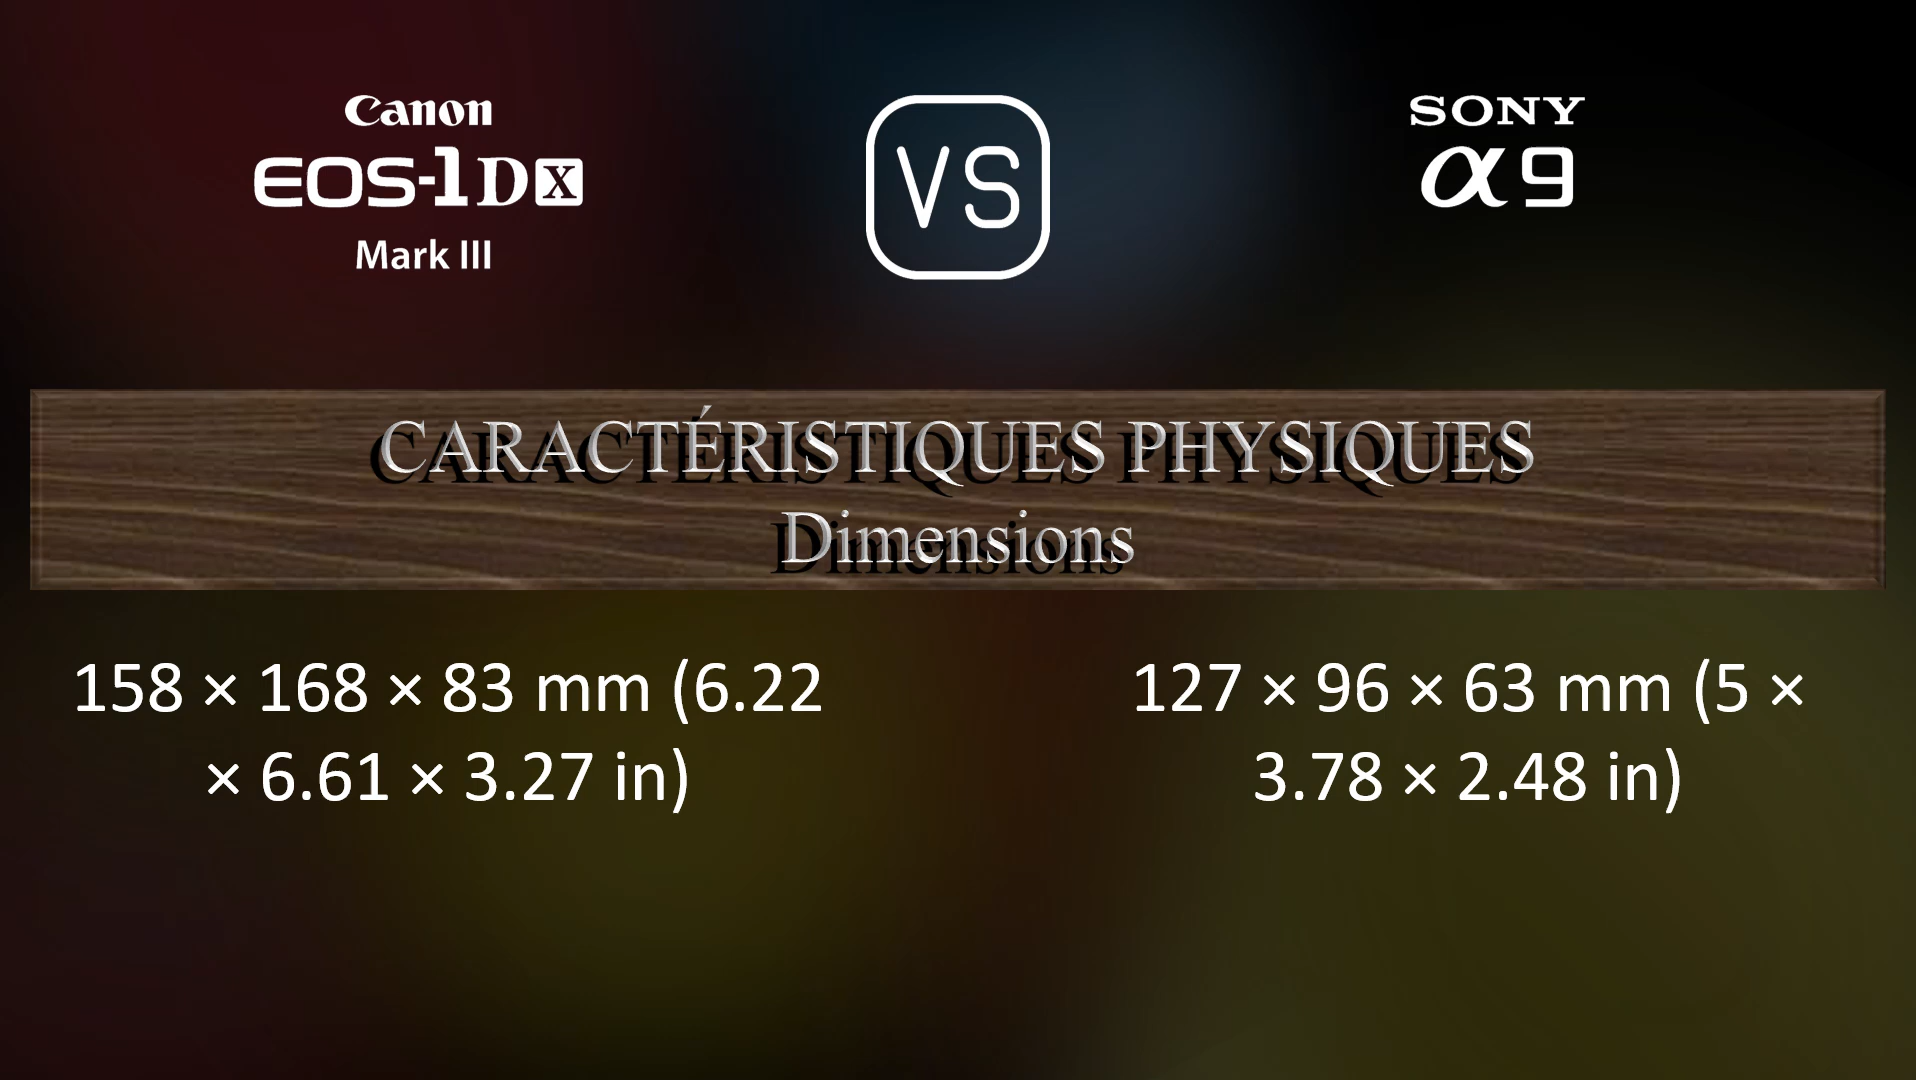 Canon
EOS-1DX
Mark III
VS
SONY
α9
CARACTÉRISTIQUES PHYSIQUES
Dimensions
158 × 168 × 83 mm (6.22
× 6.61 × 3.27 in)
127 × 96 × 63 mm (5 ×
3.78 × 2.48 in)